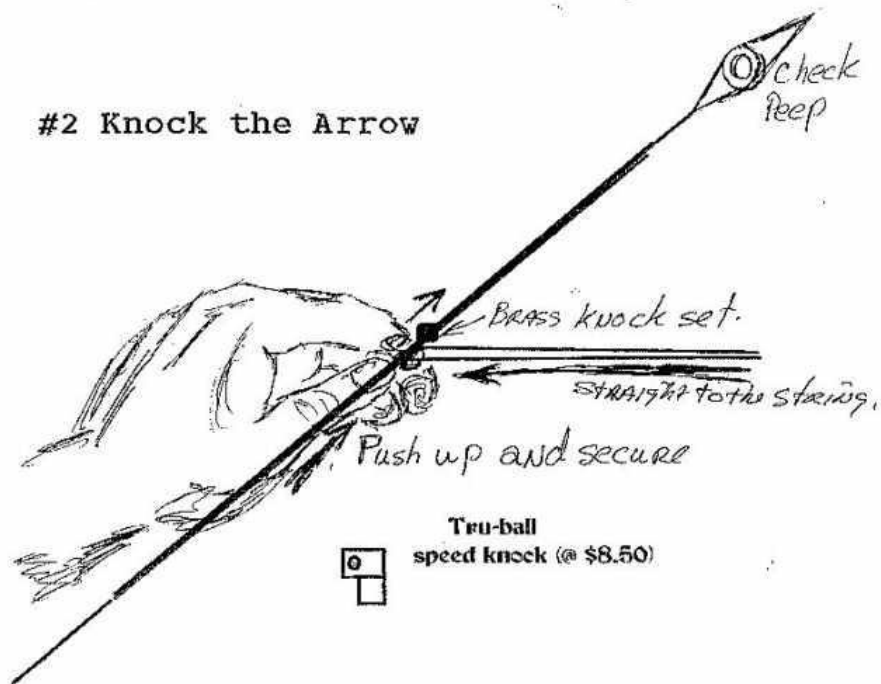 #2 Knock the Arrow
Check
Peep
BRASS knock set.
STRAIGHT to the string.
Push up and secure
Tru-ball
speed knock (@ $8.50)